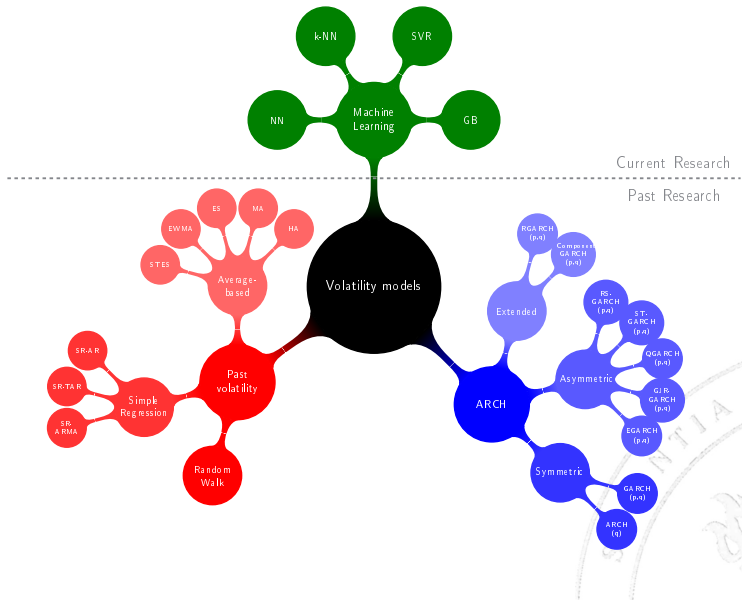 k-NN
SVR
NN
Machine
Learning
GB
Current Research
Past Research
ES
MA
EWMA
HA
STES
Average-
based
Volatility models
RGARCH
(p,q)
GARCH
(p,q)
Extended
RS-
GARCH
(p,q)
ST-
GARCH
(p,q)
QGARCH
(p,q)
GJR-
GARCH
(p,q)
EGARCH
(p,q)
Asymmetric
SR-AR
SR-TAR
SR-
ARMA
Simple
Regression
Past
volatility
ARCH
Random
Walk
Symmetric
GARCH
(p,q)
ARCH
(q)
NTIA